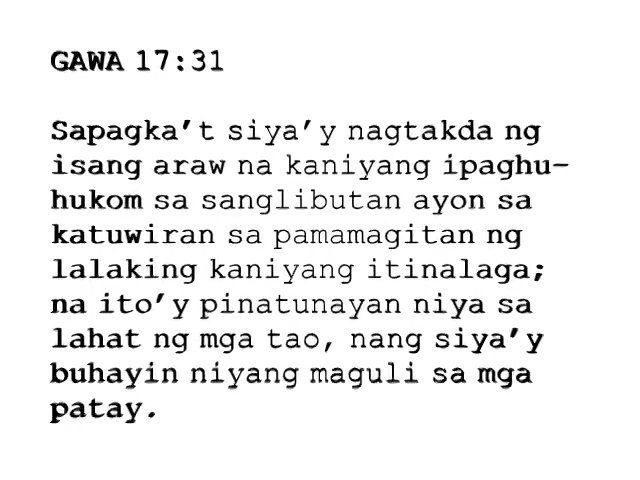 GAWA 17:31
Sapagka't siya'y nagtakda ng
isang araw na kaniyang ipaghu-
hukom sa sanglibutan ayon sa
katuwiran sa pamamagitan ng
lalaking kaniyang itinalaga;
na ito'y pinatunayan niya sa
lahat ng mga tao, nang siya'y
buhayin niyang maguli sa mga
patay.